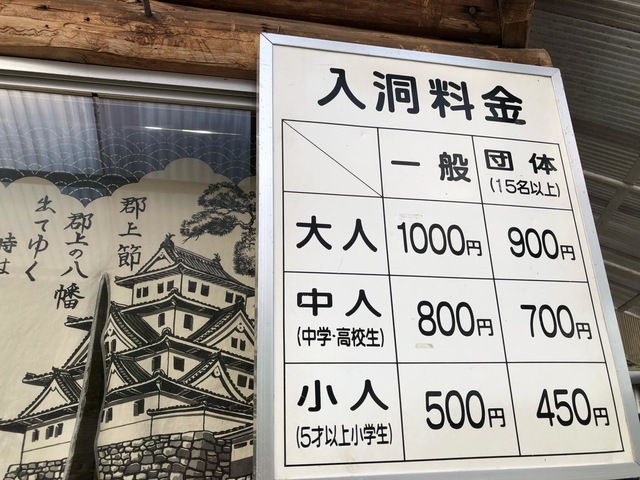 入洞料金
一般 団体
(15名以上)
大人 1000円 900円
中人 800円 700円
(中学・高校生)
小人 500円 450円
(5才以上小学生)
郡上節
郡上の八幡
出てゆく
時は